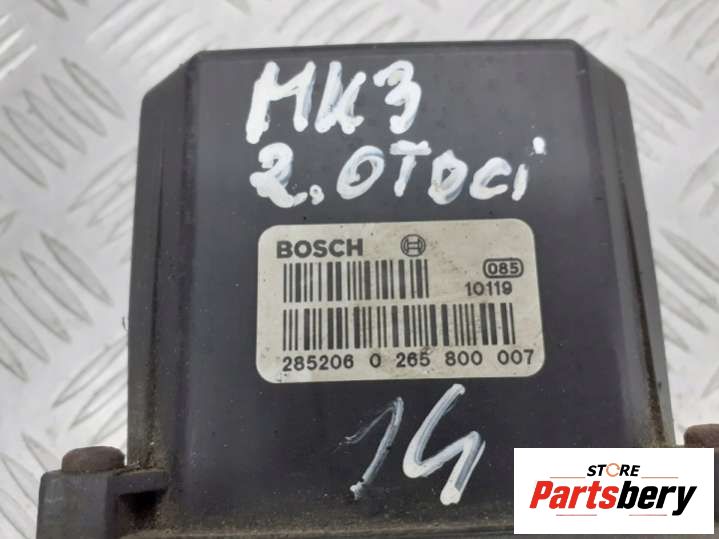 MK3
2.0TDCi
BOSCH
085
10119
285206 0 265 800 007
14
STORE
Partsbery